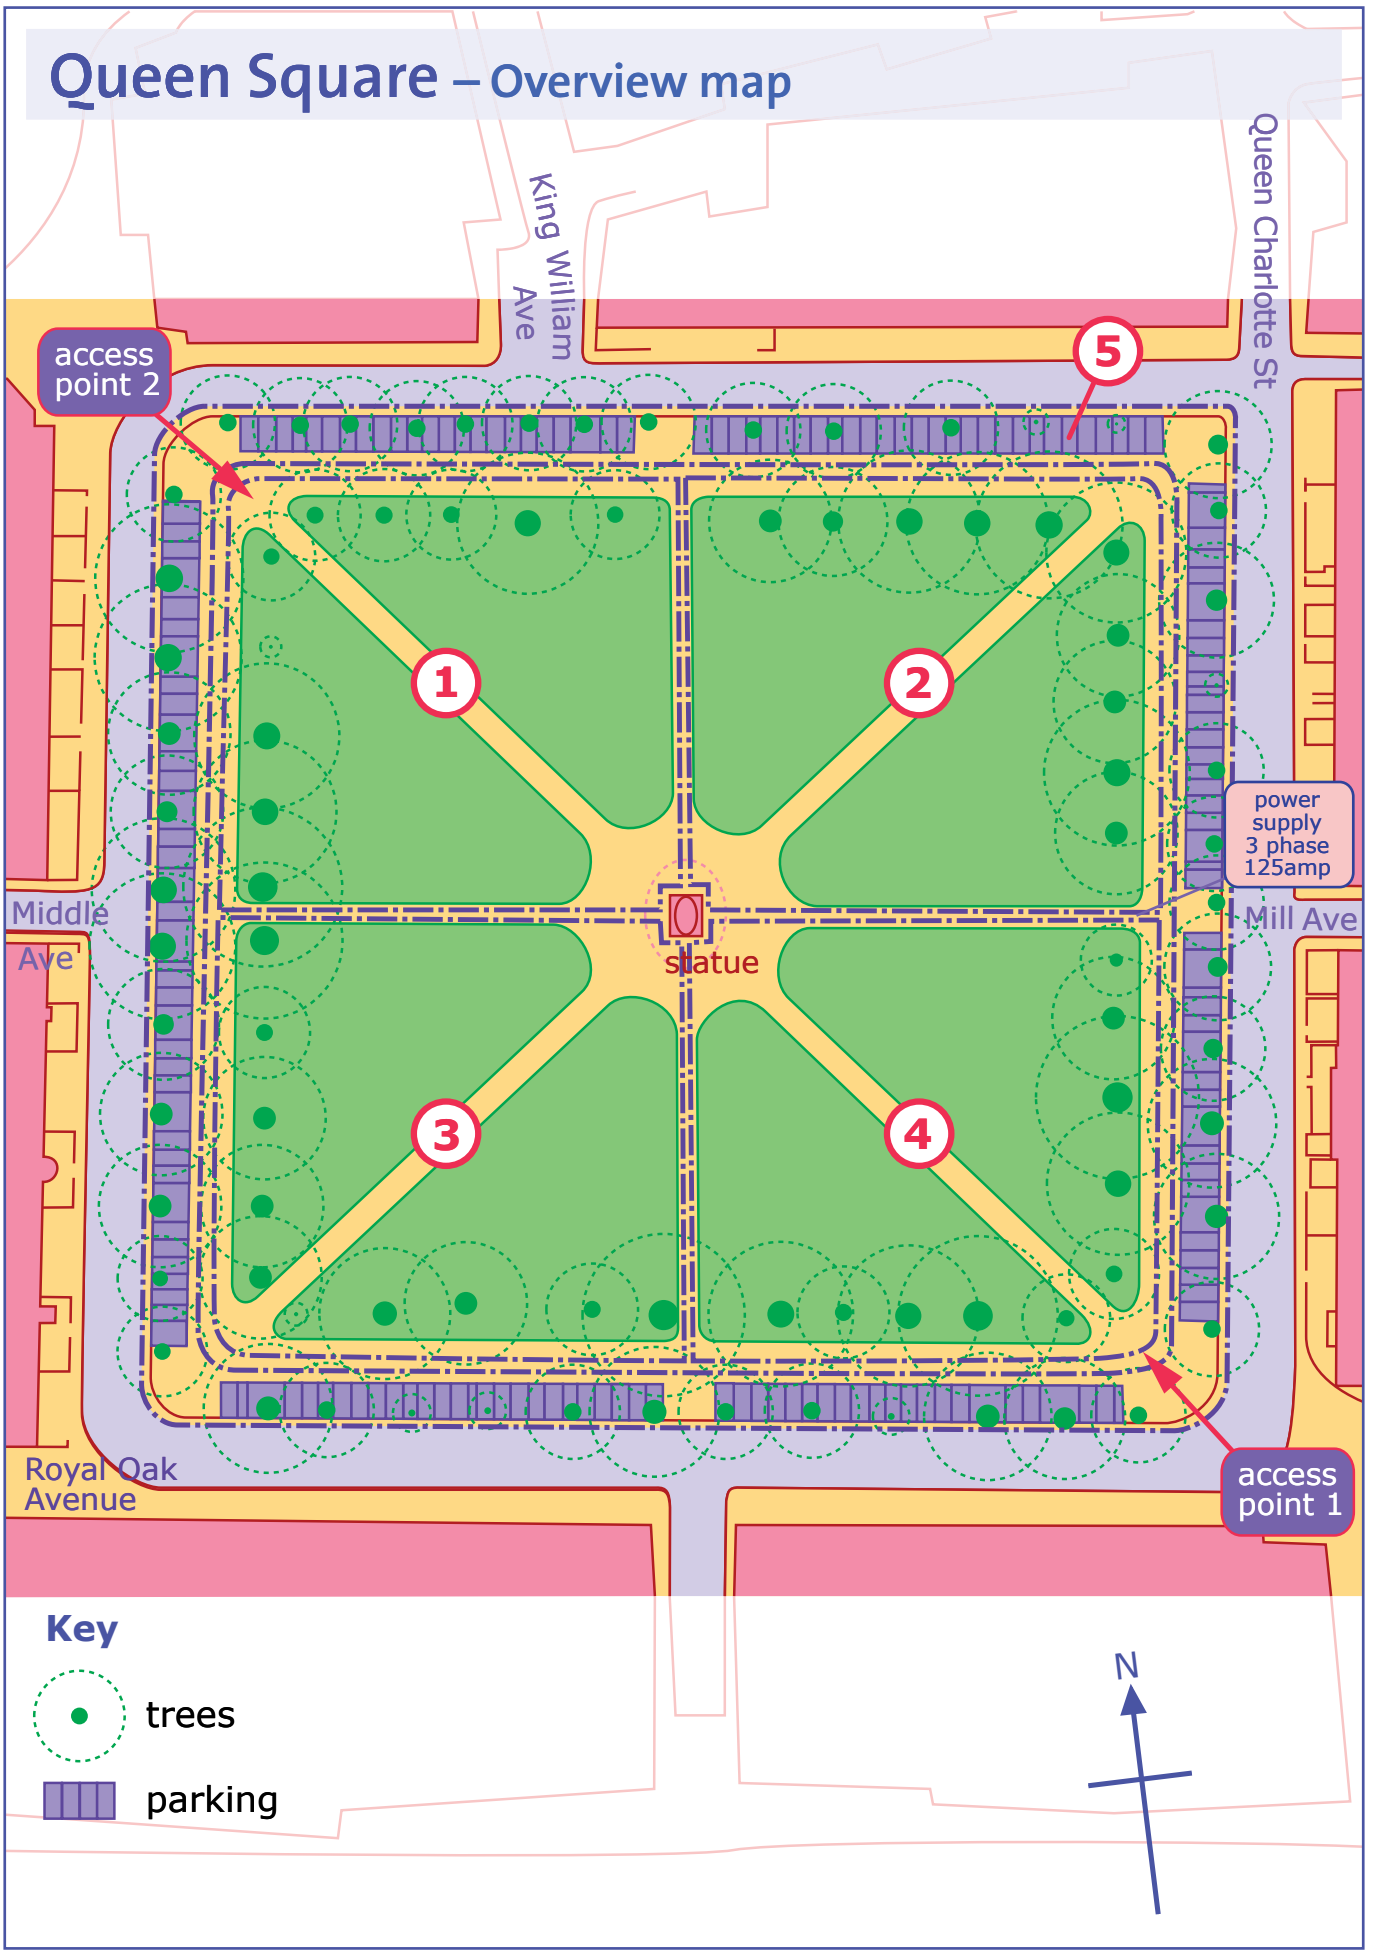 Queen Square – Overview map
Queen Charlotte St
King William
Ave
access
point 2
5
1
2
power
supply
3 phase
125amp
Middle
Ave
Mill Ave
statue
3
4
Royal Oak
Avenue
access
point 1
Key
trees
parking
N